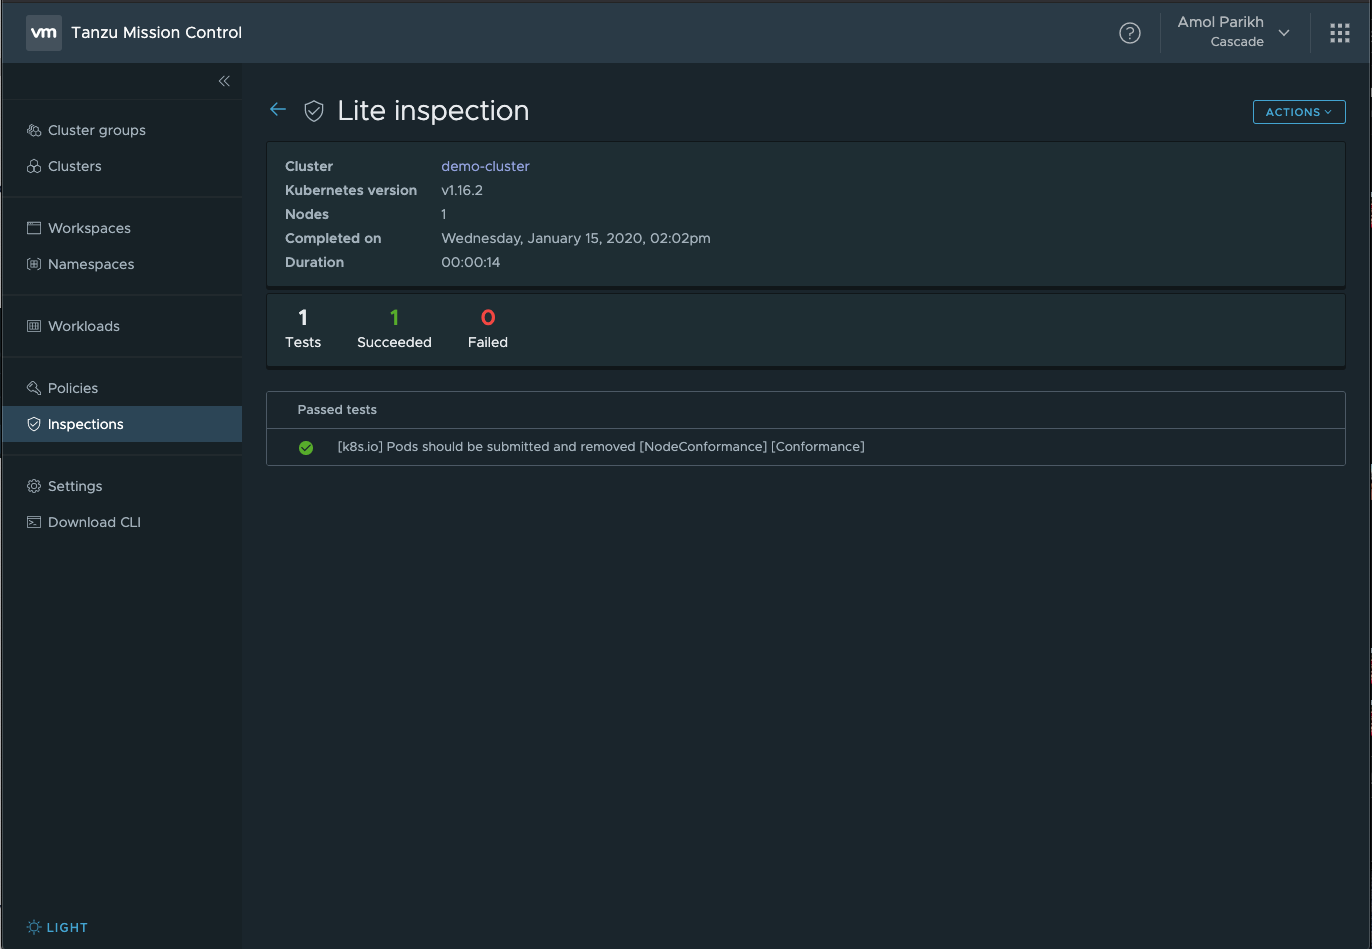 vm Tanzu Mission Control
? Amol Parikh
Cascade
Cluster groups
Clusters
Workspaces
Namespaces
Workloads
Policies
Inspections
Settings
Download CLI
LIGHT
Lite inspection
ACTIONS
Cluster demo-cluster
Kubernetes version v1.16.2
Nodes 1
Completed on Wednesday, January 15, 2020, 02:02pm
Duration 00:00:14
1 1 0
Tests Succeeded Failed
Passed tests
[k8s.io] Pods should be submitted and removed [NodeConformance] [Conformance]